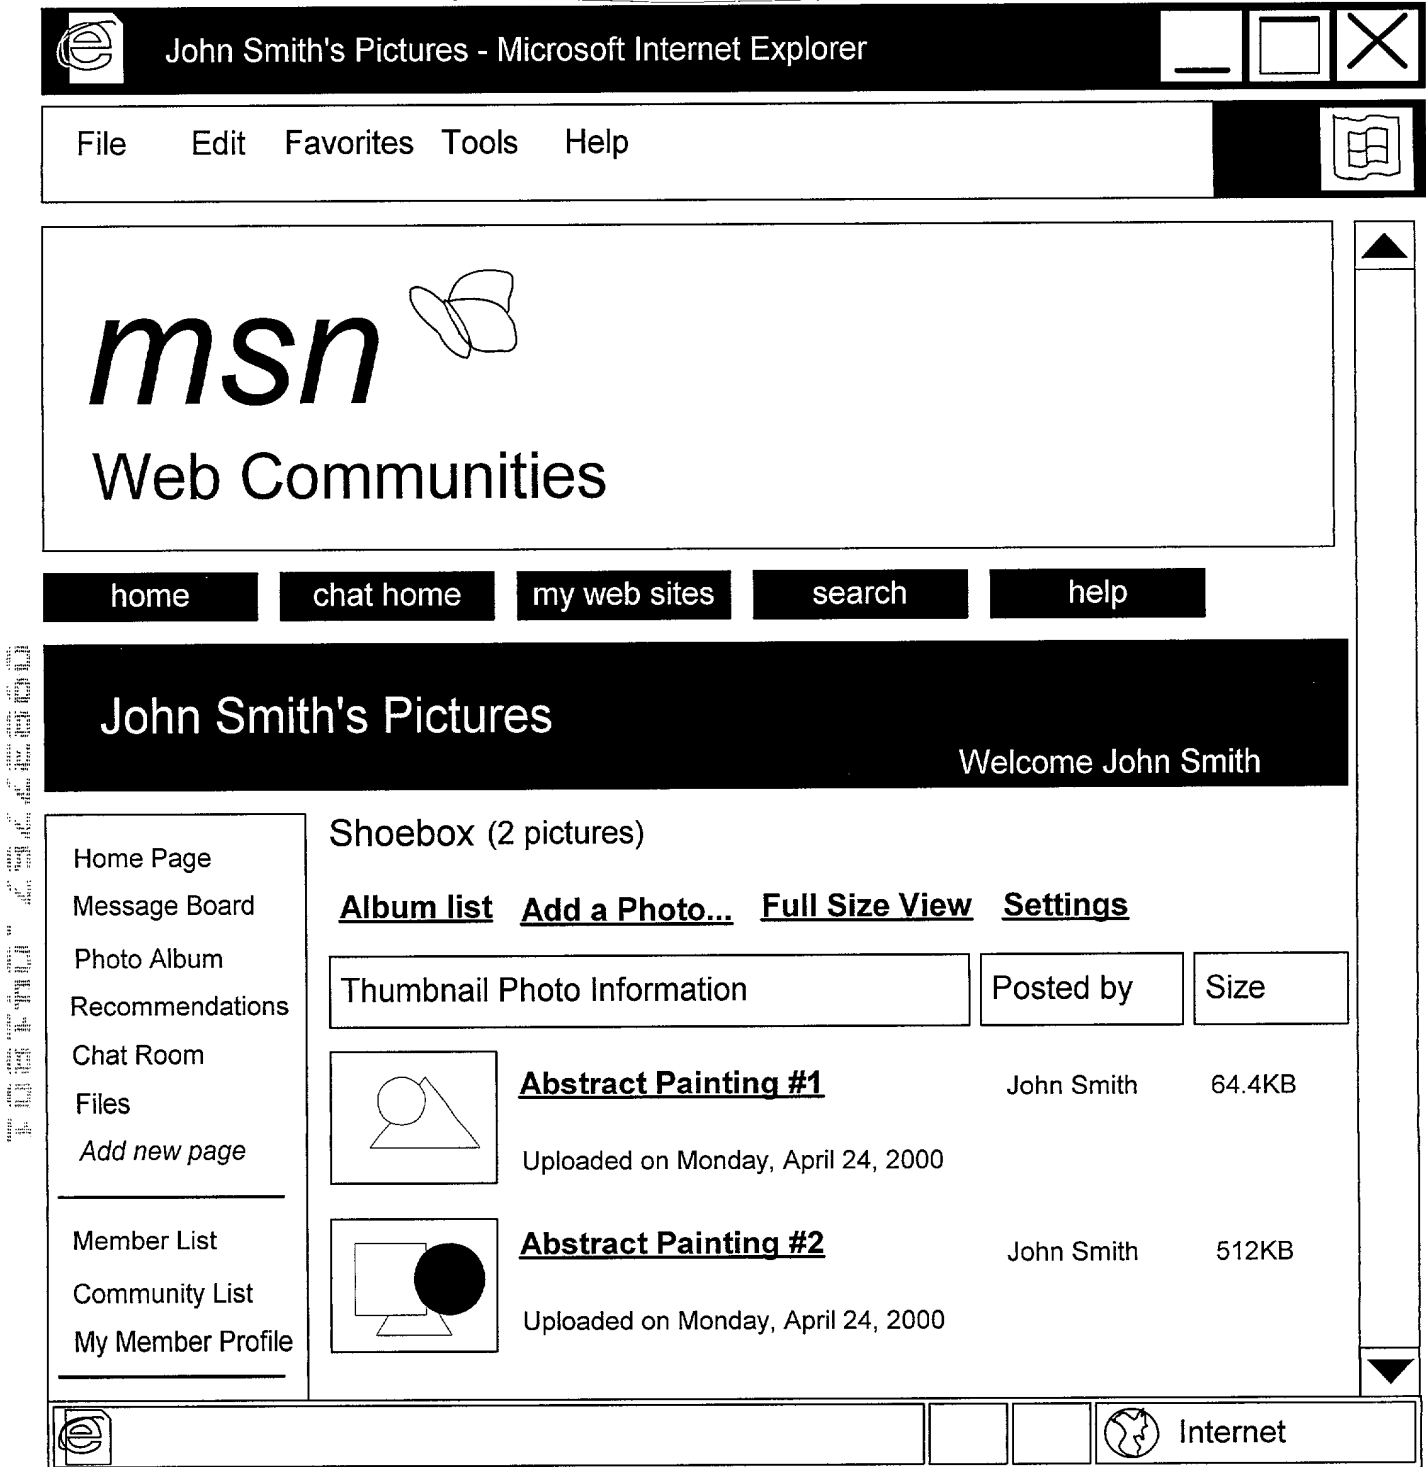 John Smith's Pictures - Microsoft Internet Explorer
File Edit Favorites Tools Help
msn
Web Communities
home chat home my web sites search help
John Smith's Pictures
Welcome John Smith
Home Page
Message Board
Photo Album
Recommendations
Chat Room
Files
Add new page
Member List
Community List
My Member Profile
Shoebox (2 pictures)
Album list Add a Photo... Full Size View Settings
Thumbnail Photo Information Posted by Size
Abstract Painting #1 John Smith 64.4KB
Uploaded on Monday, April 24, 2000
Abstract Painting #2 John Smith 512KB
Uploaded on Monday, April 24, 2000
Internet